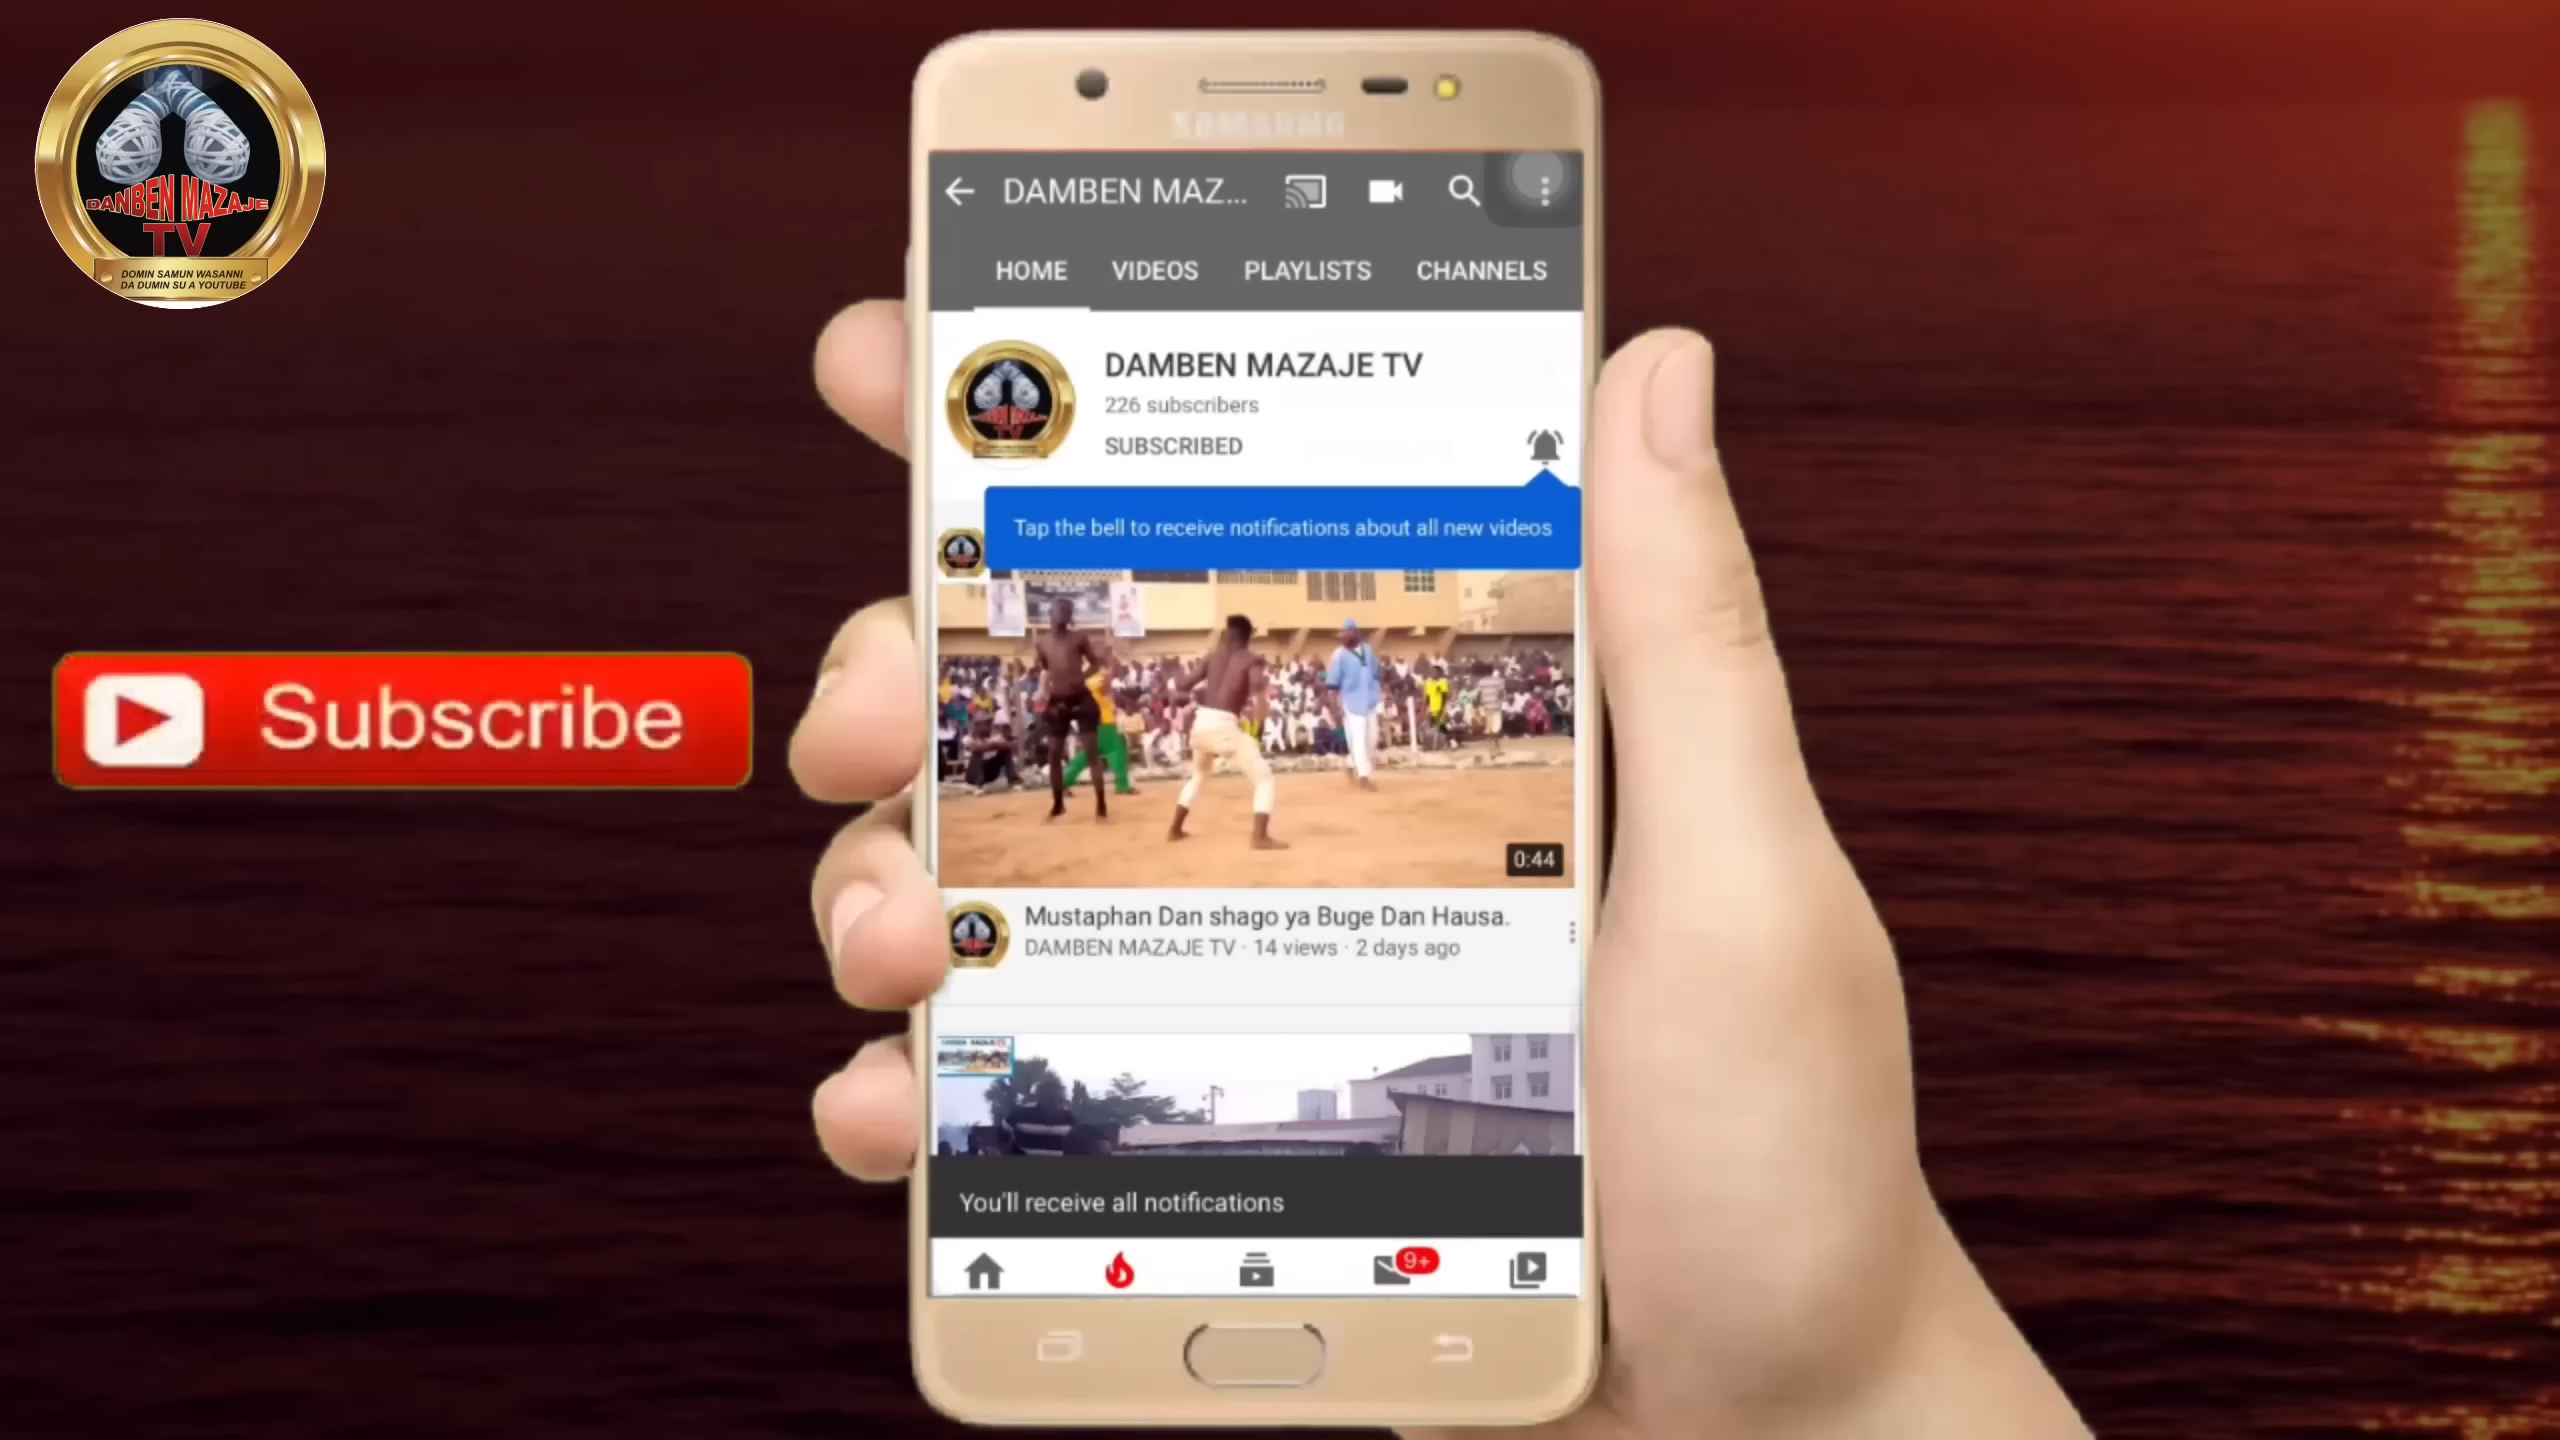 DANBEN MAZAJE
TV
DOMIN SAMUN WASANNI
DA DUMIN SU A YOUTUBE
Subscribe
SAMSUNG
DAMBEN MAZ...
HOME VIDEOS PLAYLISTS CHANNELS
DAMBEN MAZAJE TV
226 subscribers
SUBSCRIBED
Tap the bell to receive notifications about all new videos
0:44
Mustaphan Dan shago ya Buge Dan Hausa.
DAMBEN MAZAJE TV · 14 views · 2 days ago
You'll receive all notifications
9+